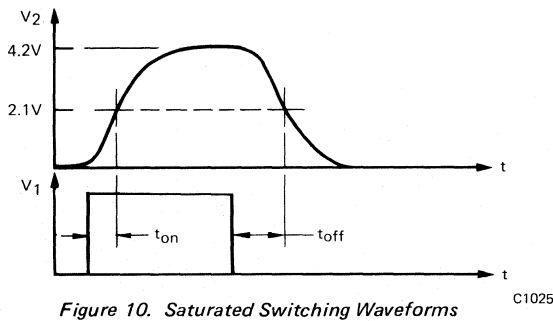 V2
4.2V
2.1V
t
V1
ton
toff
t
C1025
Figure 10. Saturated Switching Waveforms